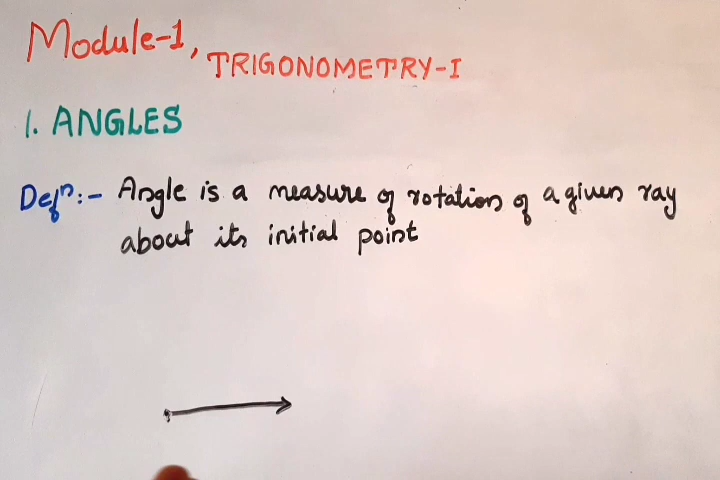 Module-1, TRIGONOMETRY-I
1. ANGLES
Defⁿ:- Angle is a measure of rotation of a given ray
about its initial point